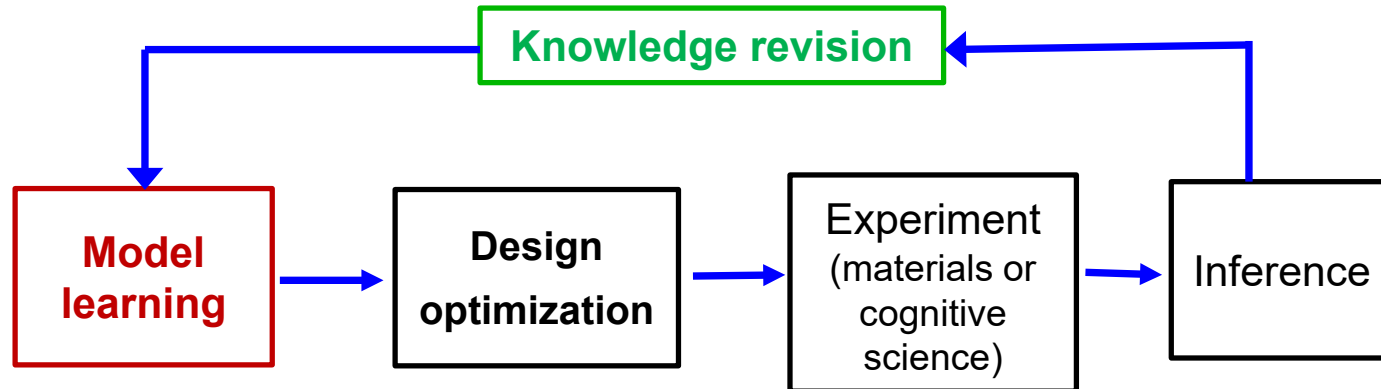 Knowledge revision
Model
learning
Design
optimization
Experiment
(materials or
cognitive
science)
Inference